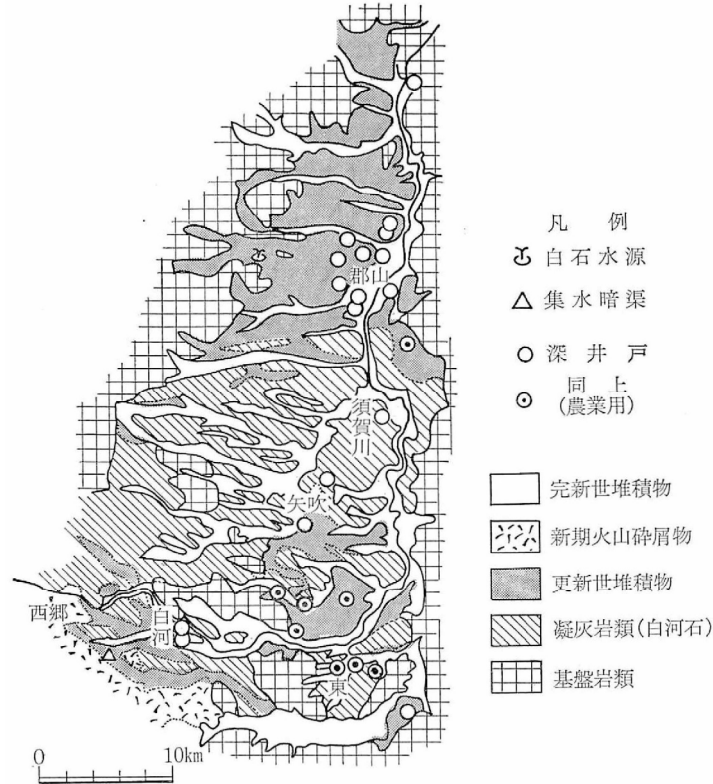 凡例
白石水源
集水暗渠
深井戸
同上
(農業用)
完新世堆積物
新期火山砕屑物
更新世堆積物
凝灰岩類(白河石)
基盤岩類
郡山
須賀川
矢吹
西郷
白河
東
0 10km